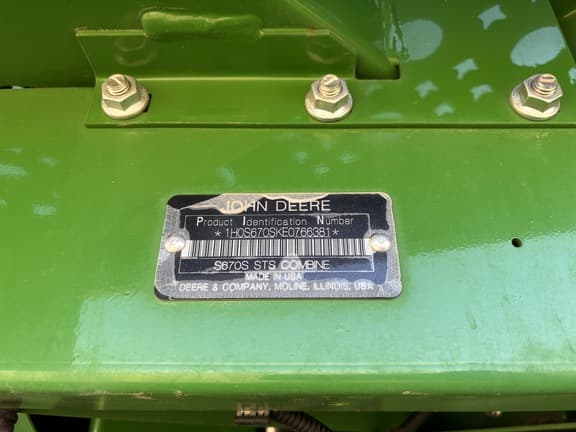 JOHN DEERE
Product Identification Number
*1H0S670SKE0766381*
S670S STS COMBINE
MADE IN USA
DEERE & COMPANY, MOLINE, ILLINOIS, USA